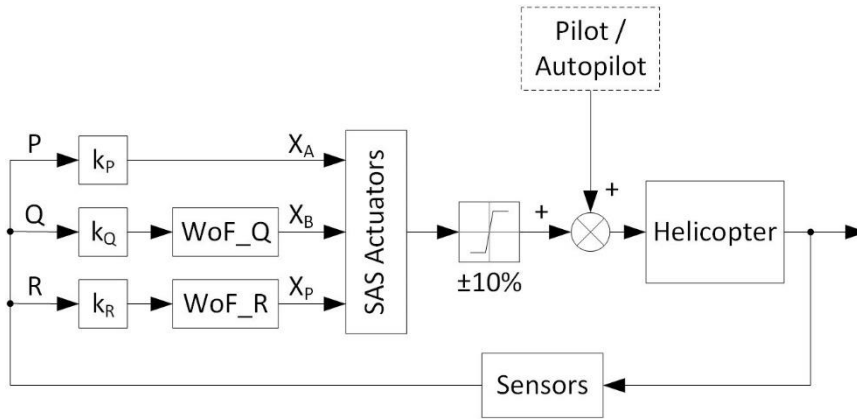 Pilot /
Autopilot
P
k_P
X_A
+
Q
k_Q
WoF_Q
X_B
SAS Actuators
+
Helicopter
R
k_R
WoF_R
X_P
±10%
Sensors